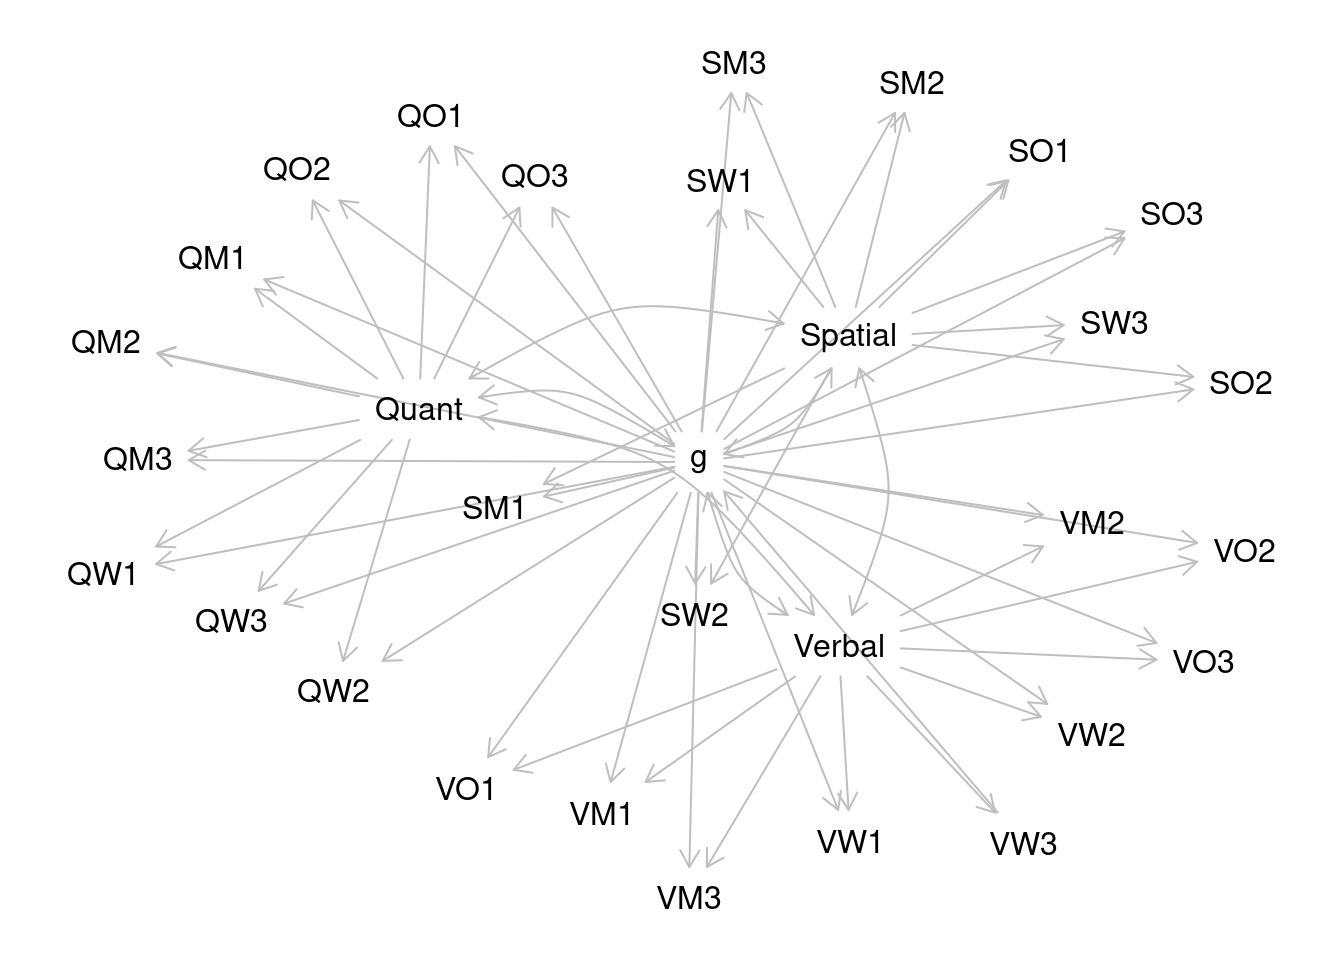 SM3
SM2
QO1
SO1
QO2
QO3
SW1
SO3
QM1
SW3
Spatial
QM2
SO2
Quant
QM3
g
SM1
VM2
VO2
QW1
SW2
QW3
Verbal
VO3
QW2
VW2
VO1
VM1
VW1
VW3
VM3